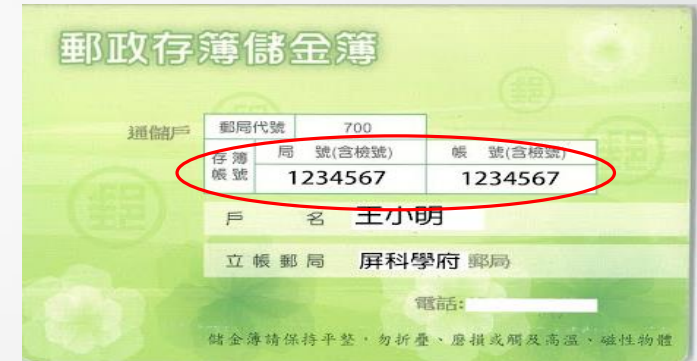 郵政存簿儲金簿
通儲戶
郵局代號 700
存簿帳號 局 號(含檢號) 帳 號(含檢號)
1234567 1234567
戶 名 王小明
立帳郵局 屏科學府 郵局
電話:
儲金簿請保持平整,勿折疊、磨損或觸及高溫、磁性物體